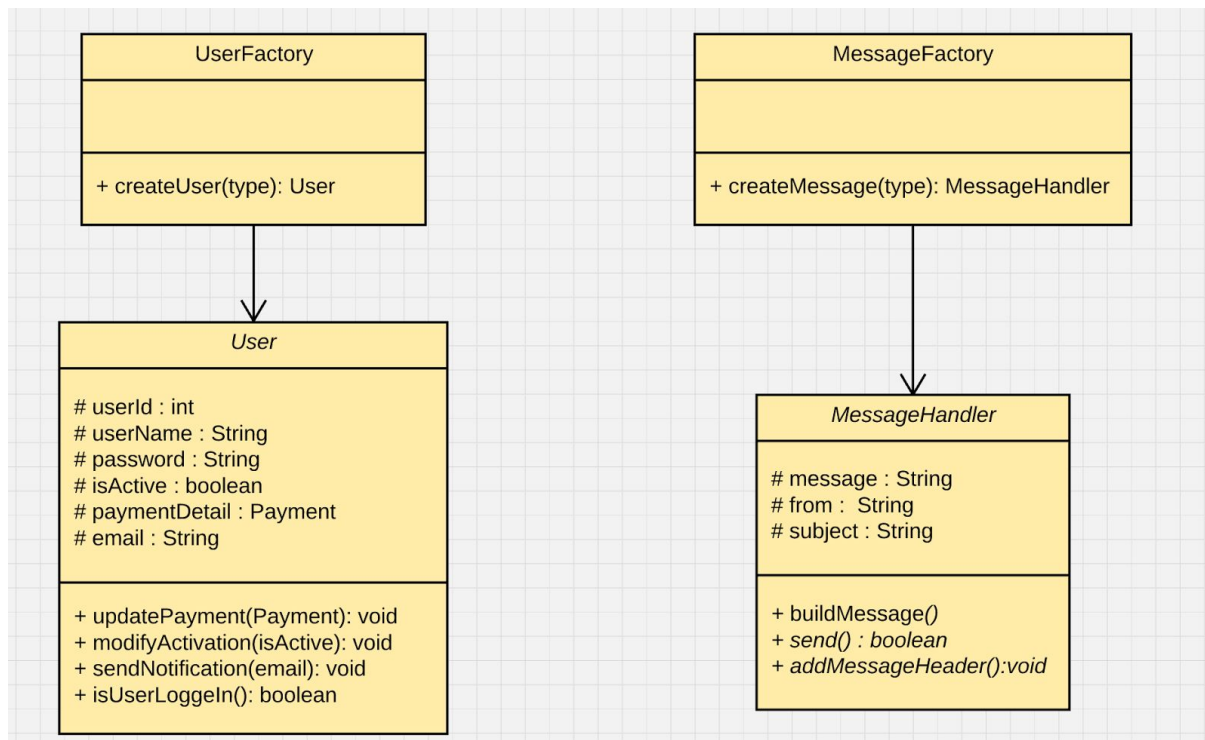 UserFactory
+ createUser(type): User
User
# userId : int
# userName : String
# password : String
# isActive : boolean
# paymentDetail : Payment
# email : String
+ updatePayment(Payment): void
+ modifyActivation(isActive): void
+ sendNotification(email): void
+ isUserLoggeIn(): boolean
MessageFactory
+ createMessage(type): MessageHandler
MessageHandler
# message : String
# from :  String
# subject : String
+ buildMessage()
+ send() : boolean
+ addMessageHeader():void